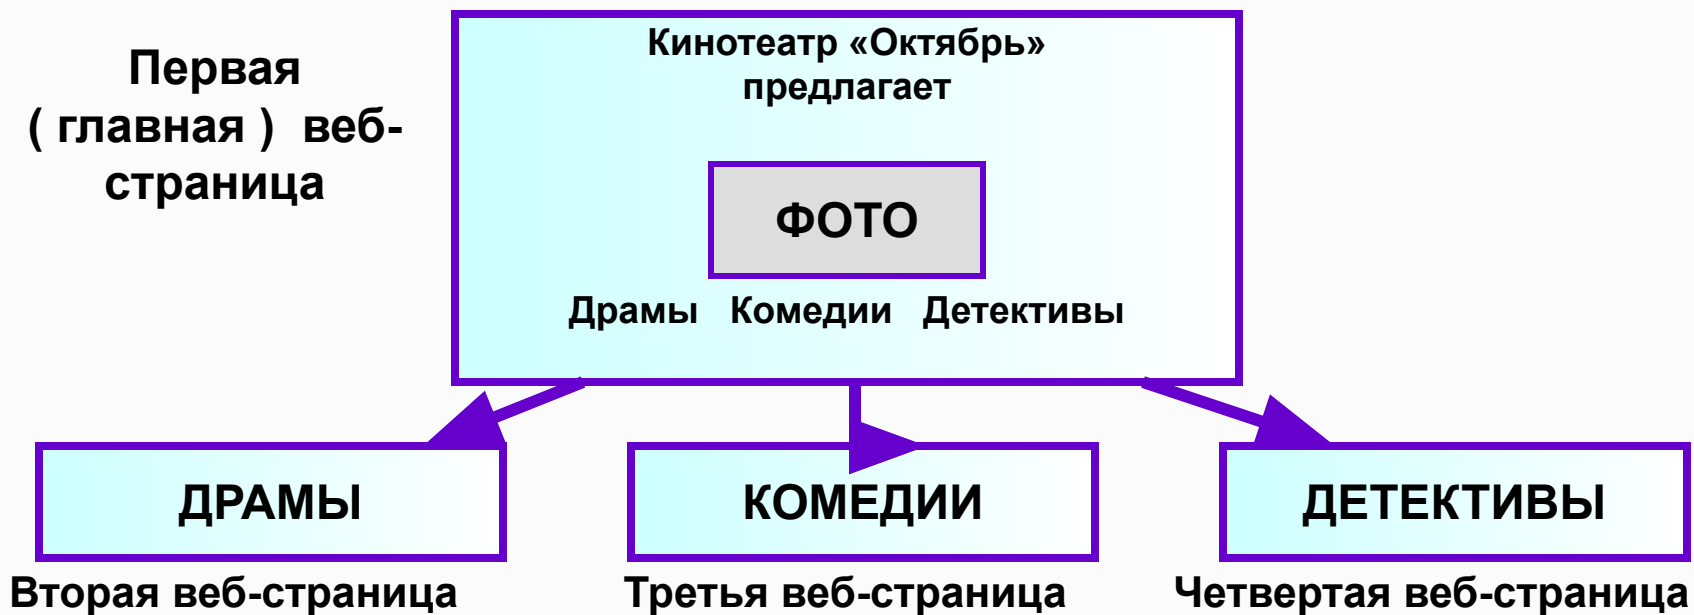 Первая
( главная ) веб-
страница
Кинотеатр «Октябрь»
предлагает
ФОТО
Драмы Комедии Детективы
ДРАМЫ
КОМЕДИИ
ДЕТЕКТИВЫ
Вторая веб-страница
Третья веб-страница
Четвертая веб-страница